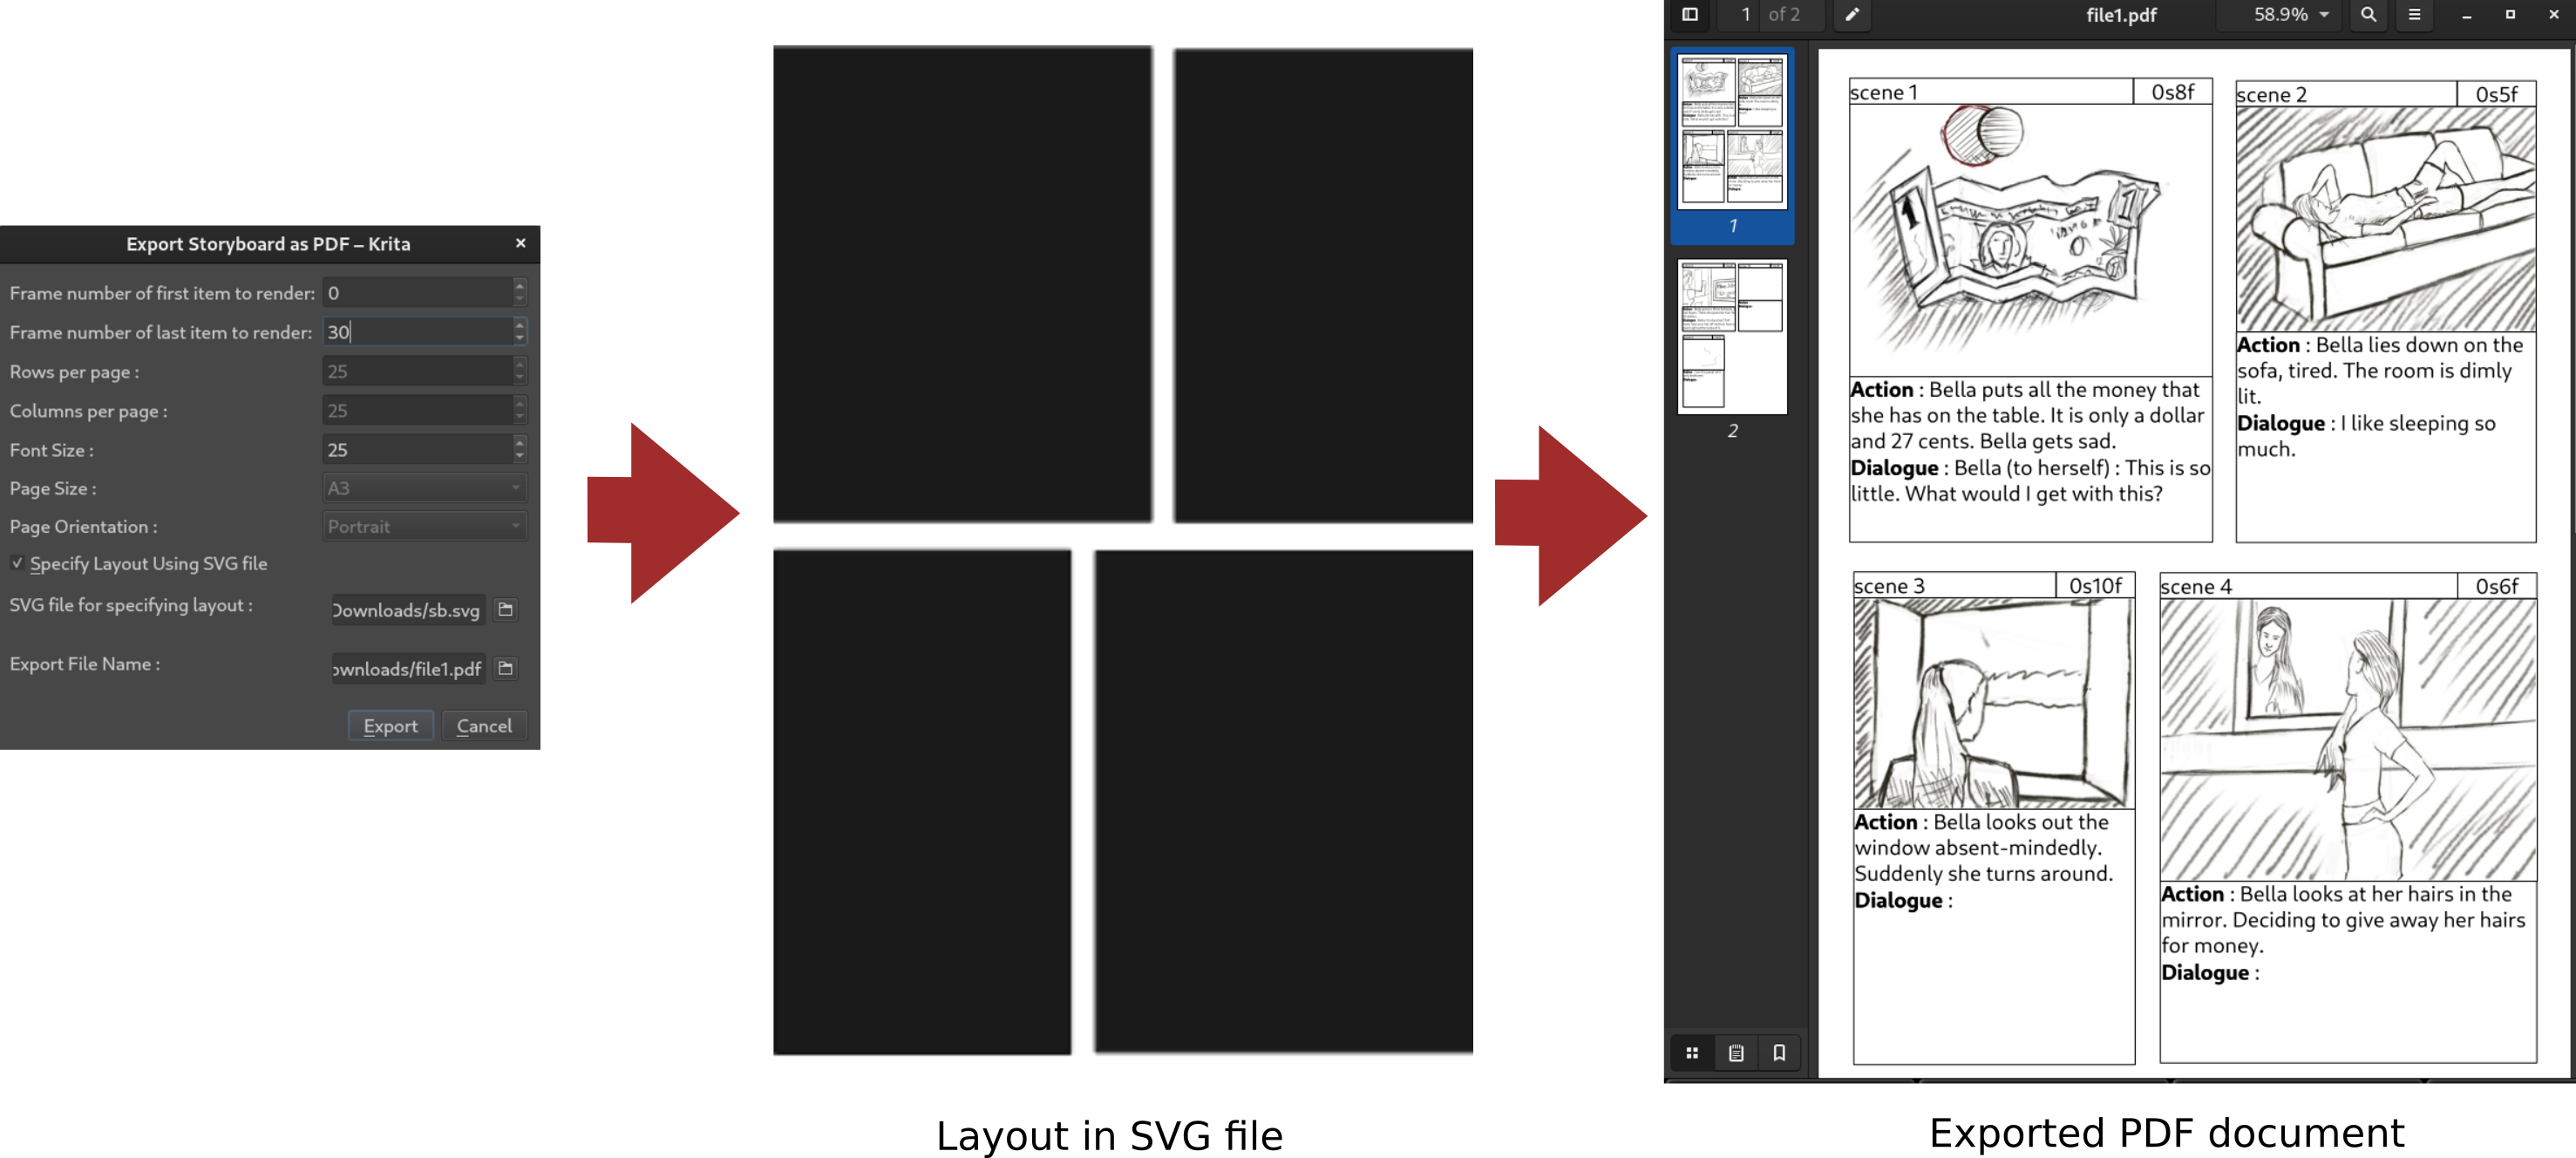 Export Storyboard as PDF – Krita
Frame number of first item to render: 0
Frame number of last item to render: 30
Rows per page : 25
Columns per page : 25
Font Size : 25
Page Size : A3
Page Orientation : Portrait
Specify Layout Using SVG file
SVG file for specifying layout : Downloads/sb.svg
Export File Name : ownloads/file1.pdf
Export Cancel
Layout in SVG file
1 of 2 file1.pdf 58.9%
1
2
scene 1 0s8f
1 1
Action : Bella puts all the money that
she has on the table. It is only a dollar
and 27 cents. Bella gets sad.
Dialogue : Bella (to herself) : This is so
little. What would I get with this?
scene 2 0s5f
Action : Bella lies down on the
sofa, tired. The room is dimly
lit.
Dialogue : I like sleeping so
much.
scene 3 0s10f
Action : Bella looks out the
window absent-mindedly.
Suddenly she turns around.
Dialogue :
scene 4 0s6f
Action : Bella looks at her hairs in the
mirror. Deciding to give away her hairs
for money.
Dialogue :
Exported PDF document